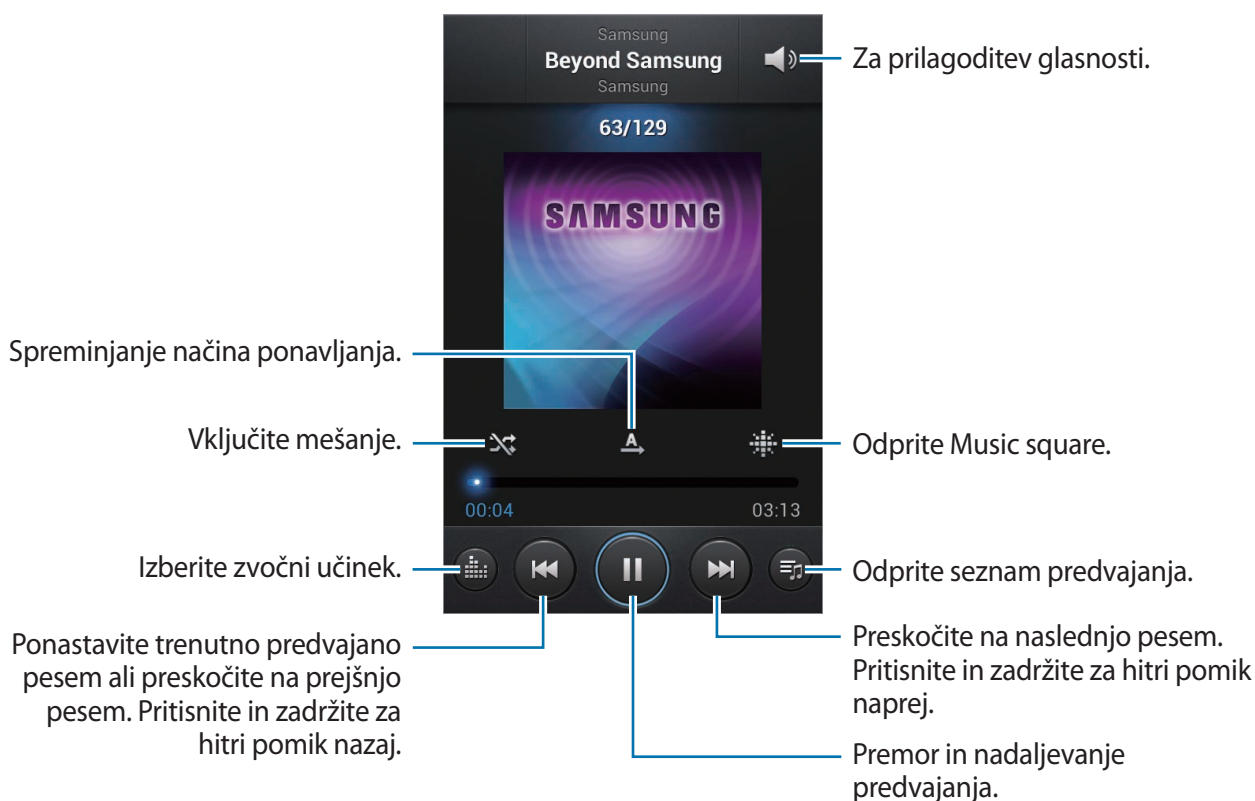 Samsung
Beyond Samsung
Samsung
Za prilagoditev glasnosti.
63/129
SAMSUNG
Spreminjanje načina ponavljanja.
Vključite mešanje.
A
Odprite Music square.
00:04
03:13
Izberite zvočni učinek.
Odprite seznam predvajanja.
Ponastavite trenutno predvajano
pesem ali preskočite na prejšnjo
pesem. Pritisnite in zadržite za
hitri pomik nazaj.
Preskočite na naslednjo pesem.
Pritisnite in zadržite za hitri pomik
naprej.
Premor in nadaljevanje
predvajanja.